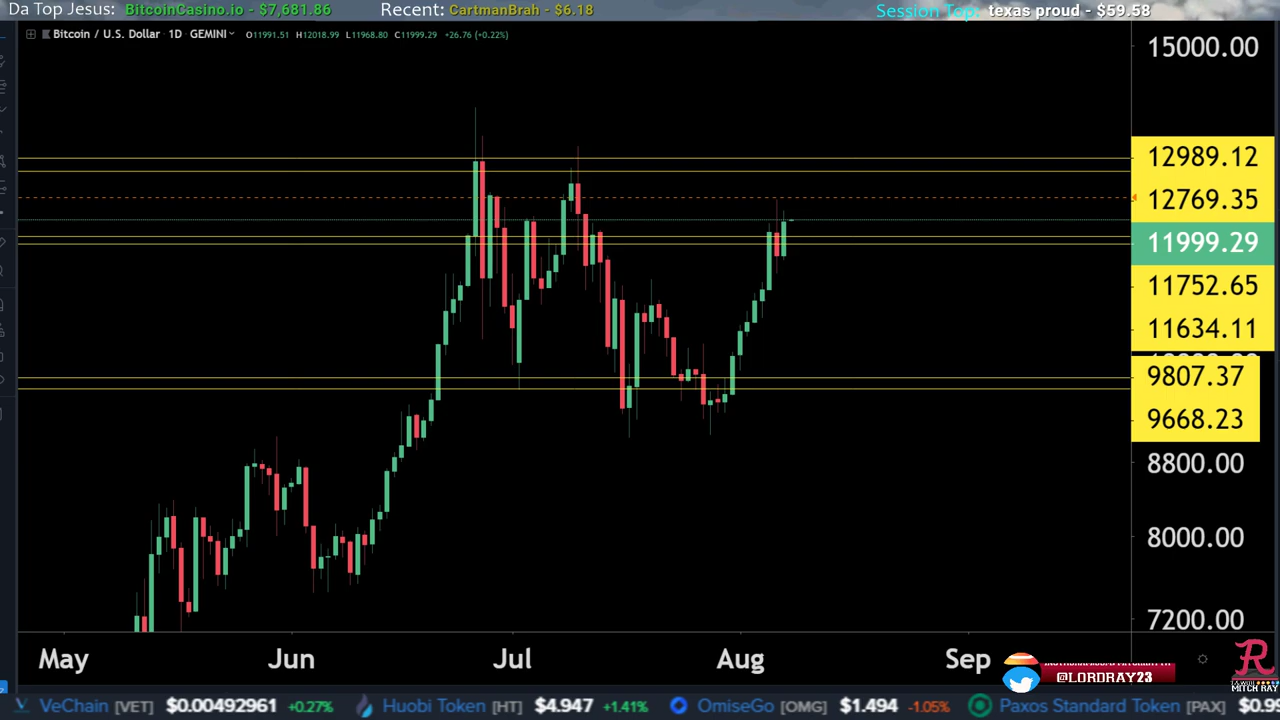 Da Top Jesus: BitcoinCasino.io - $7,681.86 Recent: CartmanBrah - $6.18 Session Top: texas proud - $59.58
Bitcoin / U.S. Dollar · 1D · GEMINI O11991.51 H12018.99 L11968.80 C11999.29 +26.76 (+0.22%)
15000.00
12989.12
12769.35
11999.29
11752.65
11634.11
9807.37
9668.23
8800.00
8000.00
7200.00
May Jun Jul Aug Sep
@LORDRAY23
MITCH RAY
VeChain [VET] $0.00492961 +0.27% Huobi Token [HT] $4.947 +1.41% OmiseGo [OMG] $1.494 -1.05% Paxos Standard Token [PAX] $0.9